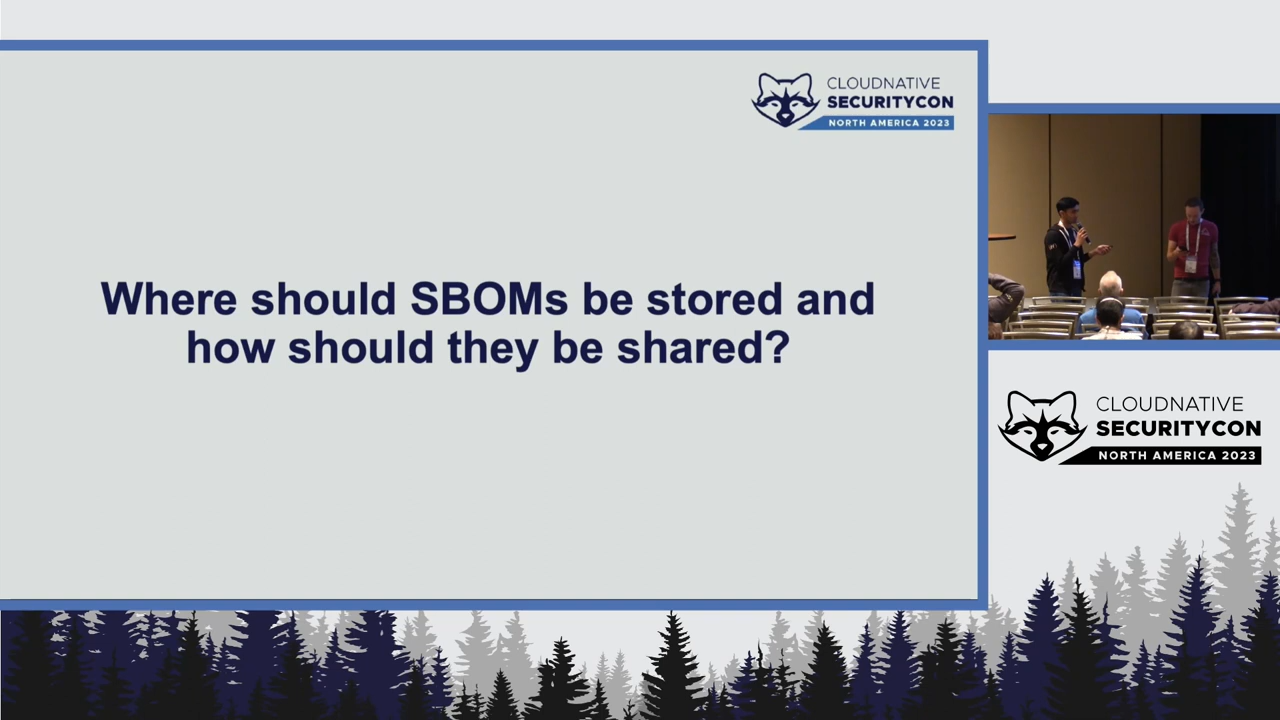 CLOUDNATIVE
SECURITYCON
NORTH AMERICA 2023
Where should SBOMs be stored and
how should they be shared?
CLOUDNATIVE
SECURITYCON
NORTH AMERICA 2023